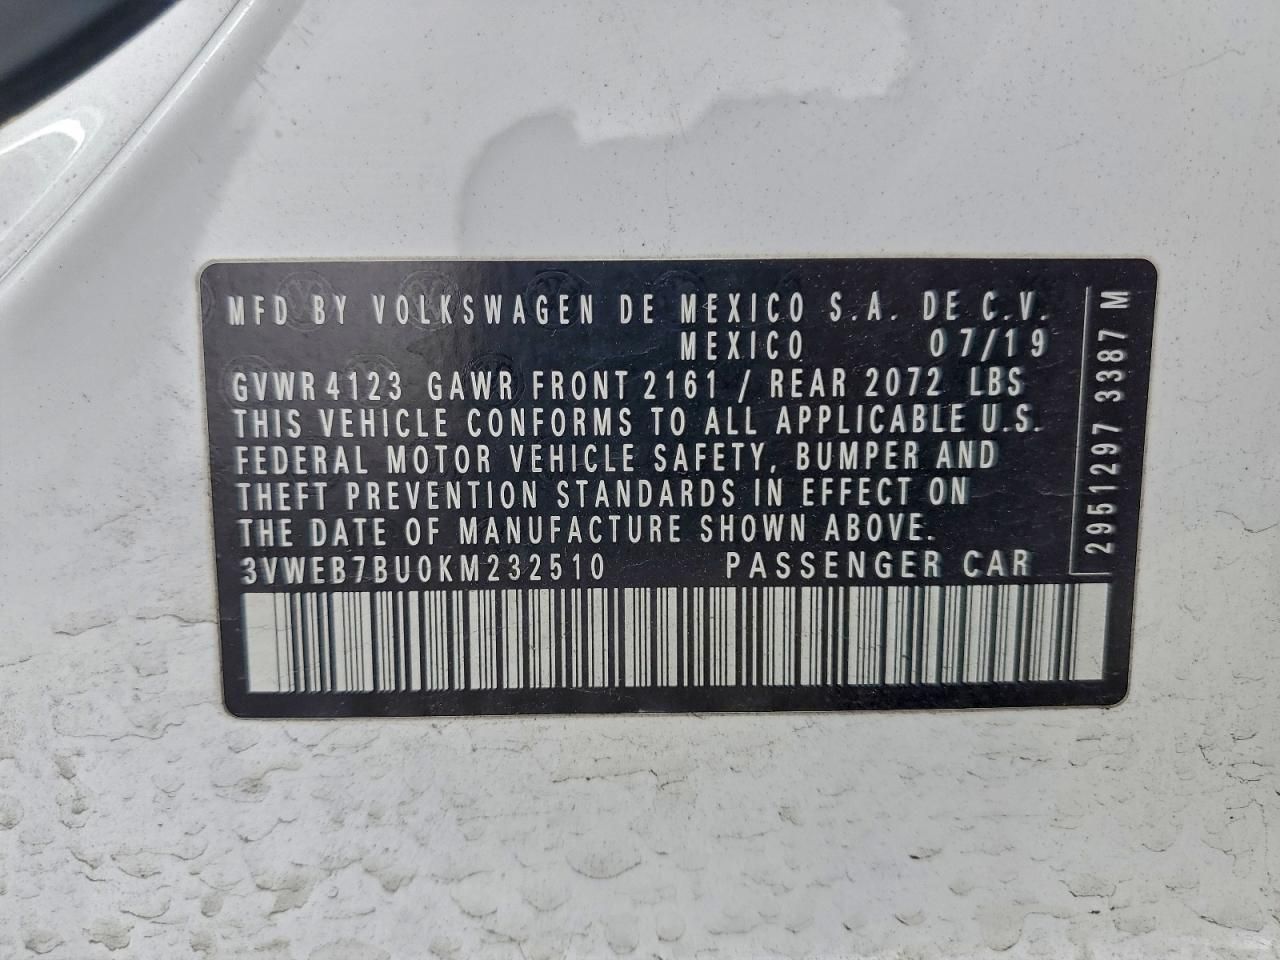 MFD BY VOLKSWAGEN DE MEXICO S.A. DE C.V.
MEXICO 07/19
GVWR 4123 GAWR FRONT 2161 / REAR 2072 LBS
THIS VEHICLE CONFORMS TO ALL APPLICABLE U.S.
FEDERAL MOTOR VEHICLE SAFETY, BUMPER AND
THEFT PREVENTION STANDARDS IN EFFECT ON
THE DATE OF MANUFACTURE SHOWN ABOVE.
3VWEB7BU0KM232510 PASSENGER CAR
2951297 3387 M